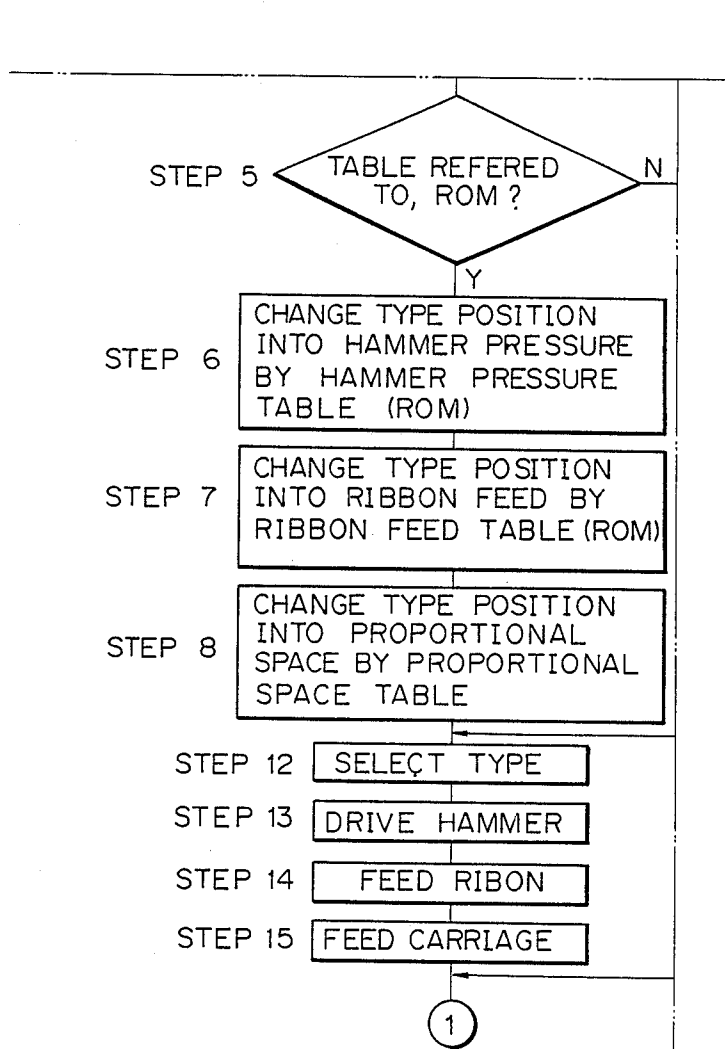 STEP 5
TABLE REFERED
TO, ROM ?
N
Y
STEP 6
CHANGE TYPE POSITION
INTO HAMMER PRESSURE
BY HAMMER PRESSURE
TABLE (ROM)
STEP 7
CHANGE TYPE POSITION
INTO RIBBON FEED BY
RIBBON FEED TABLE (ROM)
STEP 8
CHANGE TYPE POSITION
INTO PROPORTIONAL
SPACE BY PROPORTIONAL
SPACE TABLE
STEP 12
SELECT TYPE
STEP 13
DRIVE HAMMER
STEP 14
FEED RIBON
STEP 15
FEED CARRIAGE
1